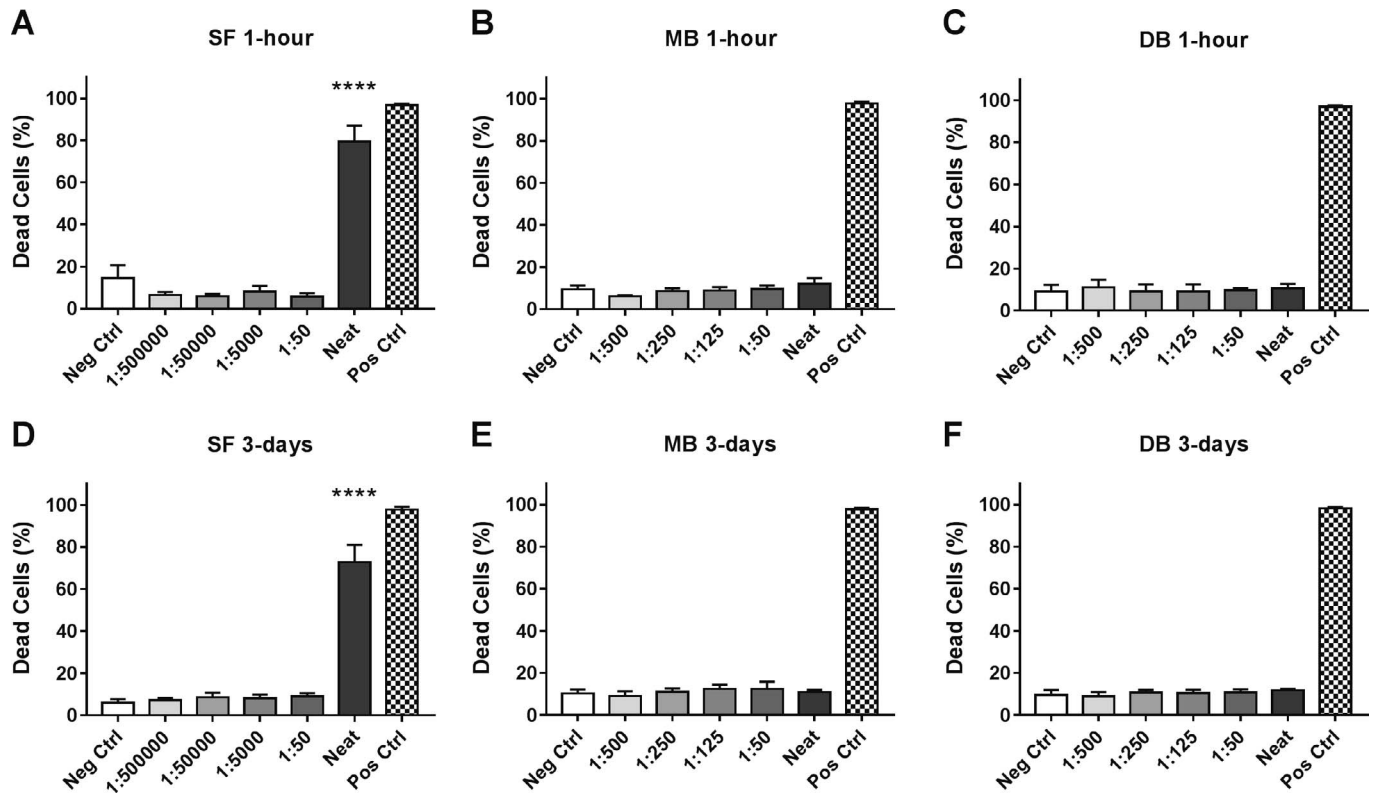 A
SF 1-hour
Dead Cells (%)
100
80
60
40
20
0
****
Neg Ctrl
1:500000
1:50000
1:5000
1:50
Neat
Pos Ctrl
B
MB 1-hour
Dead Cells (%)
100
80
60
40
20
0
Neg Ctrl
1:500
1:250
1:125
1:50
Neat
Pos Ctrl
C
DB 1-hour
Dead Cells (%)
100
80
60
40
20
0
Neg Ctrl
1:500
1:250
1:125
1:50
Neat
Pos Ctrl
D
SF 3-days
Dead Cells (%)
100
80
60
40
20
0
****
Neg Ctrl
1:500000
1:50000
1:5000
1:50
Neat
Pos Ctrl
E
MB 3-days
Dead Cells (%)
100
80
60
40
20
0
Neg Ctrl
1:500
1:250
1:125
1:50
Neat
Pos Ctrl
F
DB 3-days
Dead Cells (%)
100
80
60
40
20
0
Neg Ctrl
1:500
1:250
1:125
1:50
Neat
Pos Ctrl